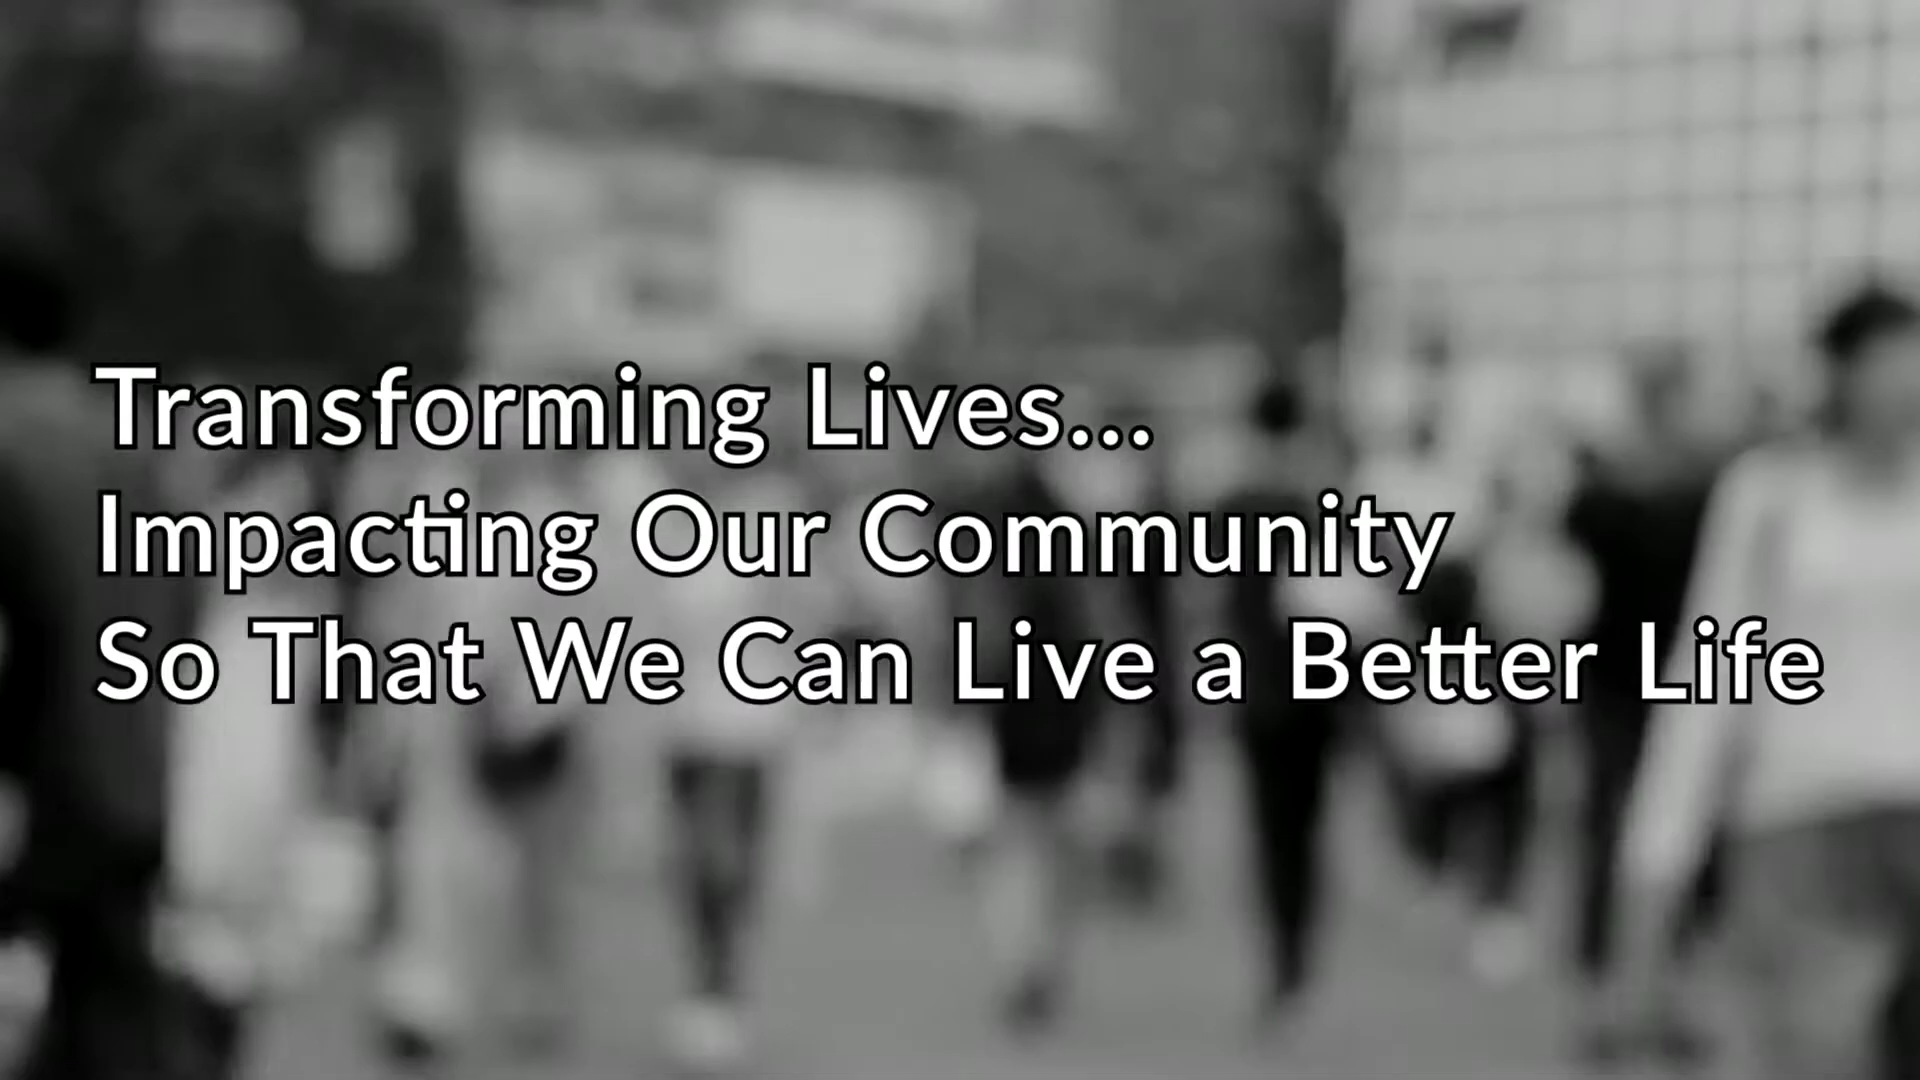 Transforming Lives...
Impacting Our Community
So That We Can Live a Better Life